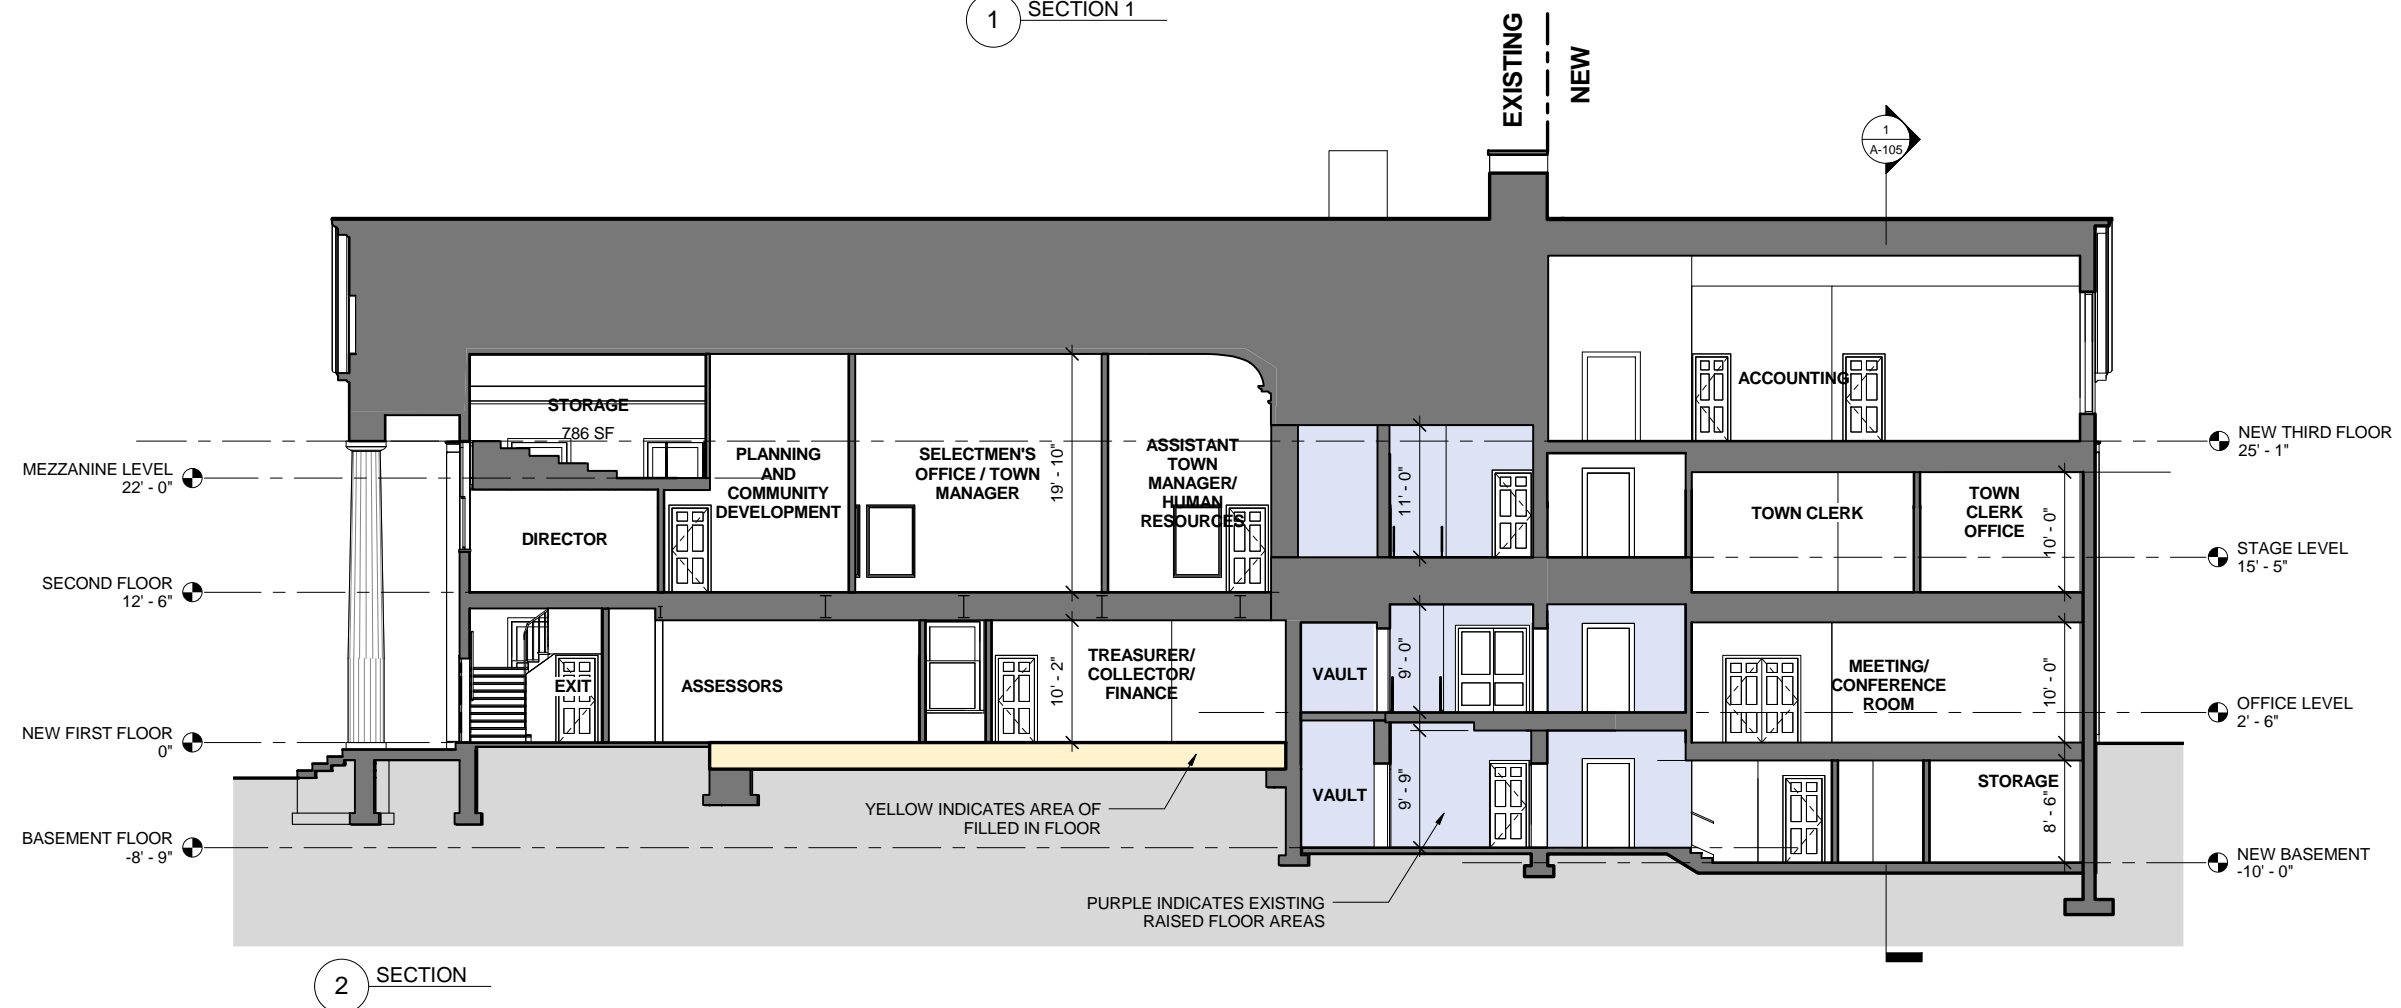 1
SECTION 1
EXISTING
NEW
1
A-105
STORAGE
786 SF
ACCOUNTING
MEZZANINE LEVEL
22' - 0"
NEW THIRD FLOOR
25' - 1"
PLANNING
AND
COMMUNITY
DEVELOPMENT
SELECTMEN'S
OFFICE / TOWN
MANAGER
19' - 10"
ASSISTANT
TOWN
MANAGER/
HUMAN
RESOURCES
11' - 0"
TOWN CLERK
TOWN
CLERK
OFFICE
10' - 0"
DIRECTOR
STAGE LEVEL
15' - 5"
SECOND FLOOR
12' - 6"
EXIT
ASSESSORS
10' - 2"
TREASURER/
COLLECTOR/
FINANCE
VAULT
9' - 0"
MEETING/
CONFERENCE
ROOM
10' - 0"
OFFICE LEVEL
2' - 6"
NEW FIRST FLOOR
0"
VAULT
9' - 9"
STORAGE
8' - 6"
YELLOW INDICATES AREA OF
FILLED IN FLOOR
BASEMENT FLOOR
-8' - 9"
NEW BASEMENT
-10' - 0"
PURPLE INDICATES EXISTING
RAISED FLOOR AREAS
2
SECTION